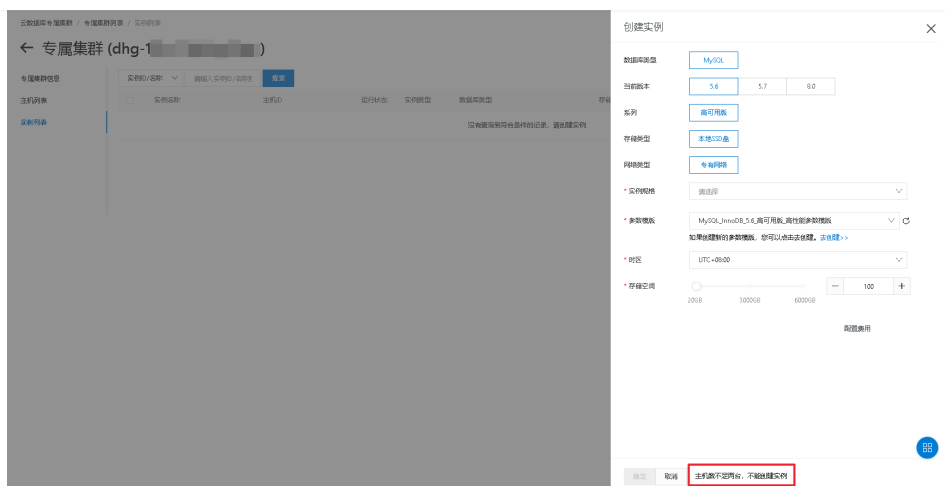 云数据库专属集群 / 专属集群列表 / 实例列表
← 专属集群 (dhg-1 )
专属集群信息
主机列表
实例列表
实例ID/名称
请输入实例ID/名称
搜索
实例名称 主机ID 运行状态 实例类型 数据库类型 存储
没有查询到符合条件的记录，请创建实例
创建实例
数据库类型 MySQL
当前版本 5.6 5.7 8.0
系列 高可用版
存储类型 本地SSD盘
网络类型 专有网络
* 实例规格 请选择
* 参数模版 MySQL_InnoDB_5.6_高可用版_高性能参数模版
如果创建新的参数模版，您可以点击去创建。去创建>>
* 时区 UTC+08:00
* 存储空间 100
20GB 3000GB 6000GB
配置费用
确定 取消 主机数不足两台，不能创建实例